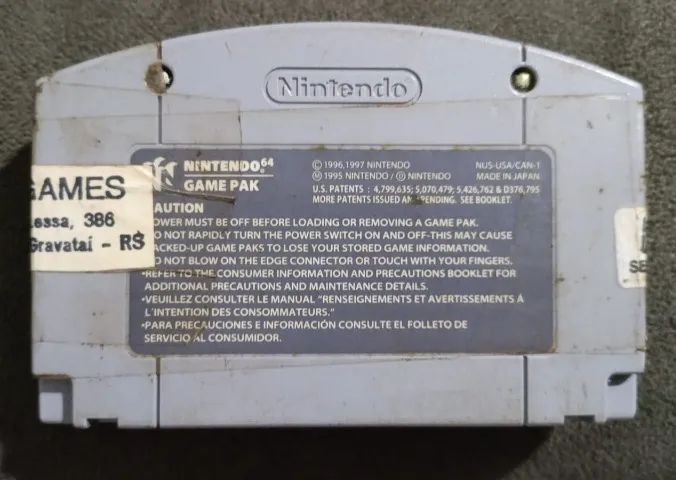 Nintendo
NINTENDO 64
GAME PAK
© 1996,1997 NINTENDO
Ⓜ 1995 NINTENDO / Ⓟ NINTENDO
NUS-USA/CAN-1
MADE IN JAPAN
U.S. PATENTS : 4,799,635; 5,070,479; 5,426,762 & D376,795
MORE PATENTS ISSUED AND PENDING. SEE BOOKLET.
GAMES
Lessa, 386
Gravataí - RS
AUTION
OWER MUST BE OFF BEFORE LOADING OR REMOVING A GAME PAK.
DO NOT RAPIDLY TURN THE POWER SWITCH ON AND OFF-THIS MAY CAUSE
ACKED-UP GAME PAKS TO LOSE YOUR STORED GAME INFORMATION.
DO NOT BLOW ON THE EDGE CONNECTOR OR TOUCH WITH YOUR FINGERS.
•REFER TO THE CONSUMER INFORMATION AND PRECAUTIONS BOOKLET FOR
ADDITIONAL PRECAUTIONS AND MAINTENANCE DETAILS.
•VEUILLEZ CONSULTER LE MANUAL "RENSEIGNEMENTS ET AVERTISSEMENTS À
L'INTENTION DES CONSOMMATEURS."
•PARA PRECAUCIONES E INFORMACIÓN CONSULTE EL FOLLETO DE
SERVICIO AL CONSUMIDOR.
SE